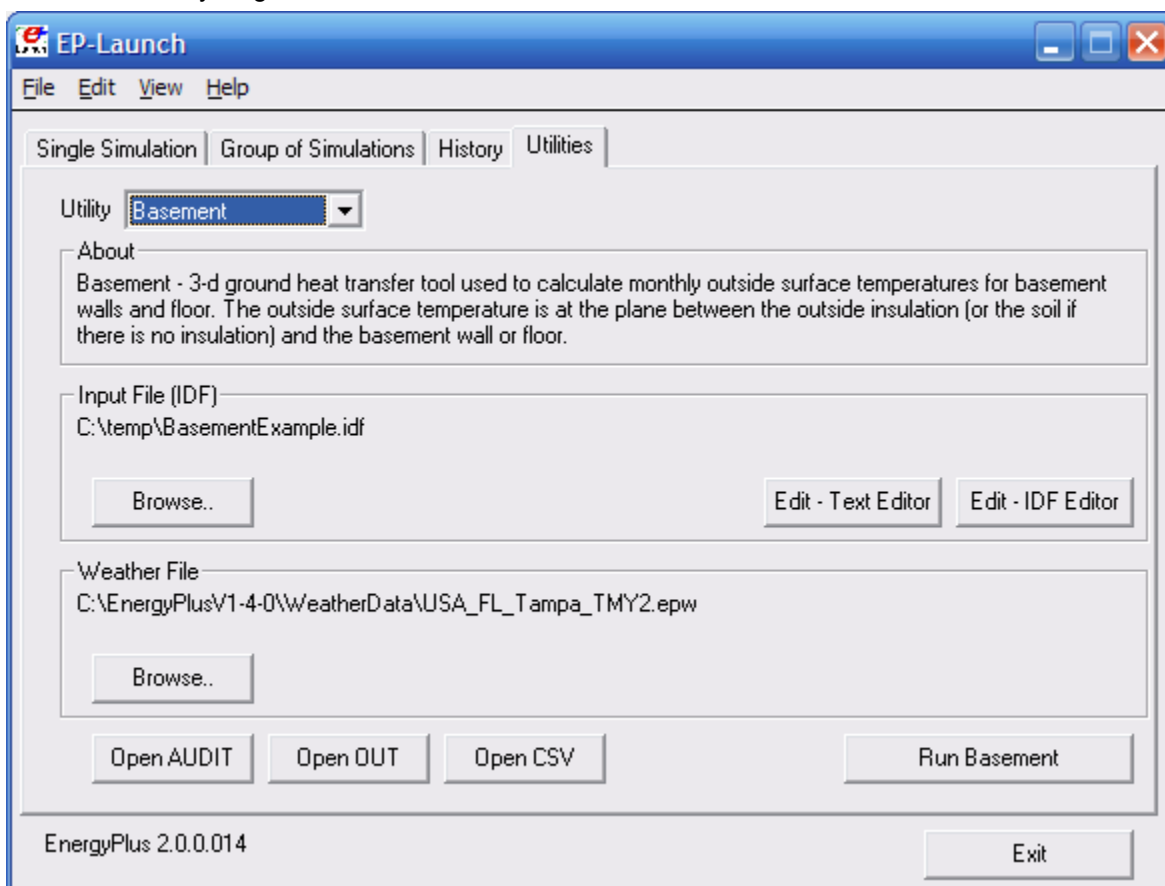 EP-Launch
File Edit View Help
Single Simulation Group of Simulations History Utilities
Utility Basement
About
Basement - 3-d ground heat transfer tool used to calculate monthly outside surface temperatures for basement
walls and floor. The outside surface temperature is at the plane between the outside insulation (or the soil if
there is no insulation) and the basement wall or floor.
Input File (IDF)
C:\temp\BasementExample.idf
Browse.. Edit - Text Editor Edit - IDF Editor
Weather File
C:\EnergyPlusV1-4-0\WeatherData\USA_FL_Tampa_TMY2.epw
Browse..
Open AUDIT Open OUT Open CSV Run Basement
EnergyPlus 2.0.0.014 Exit